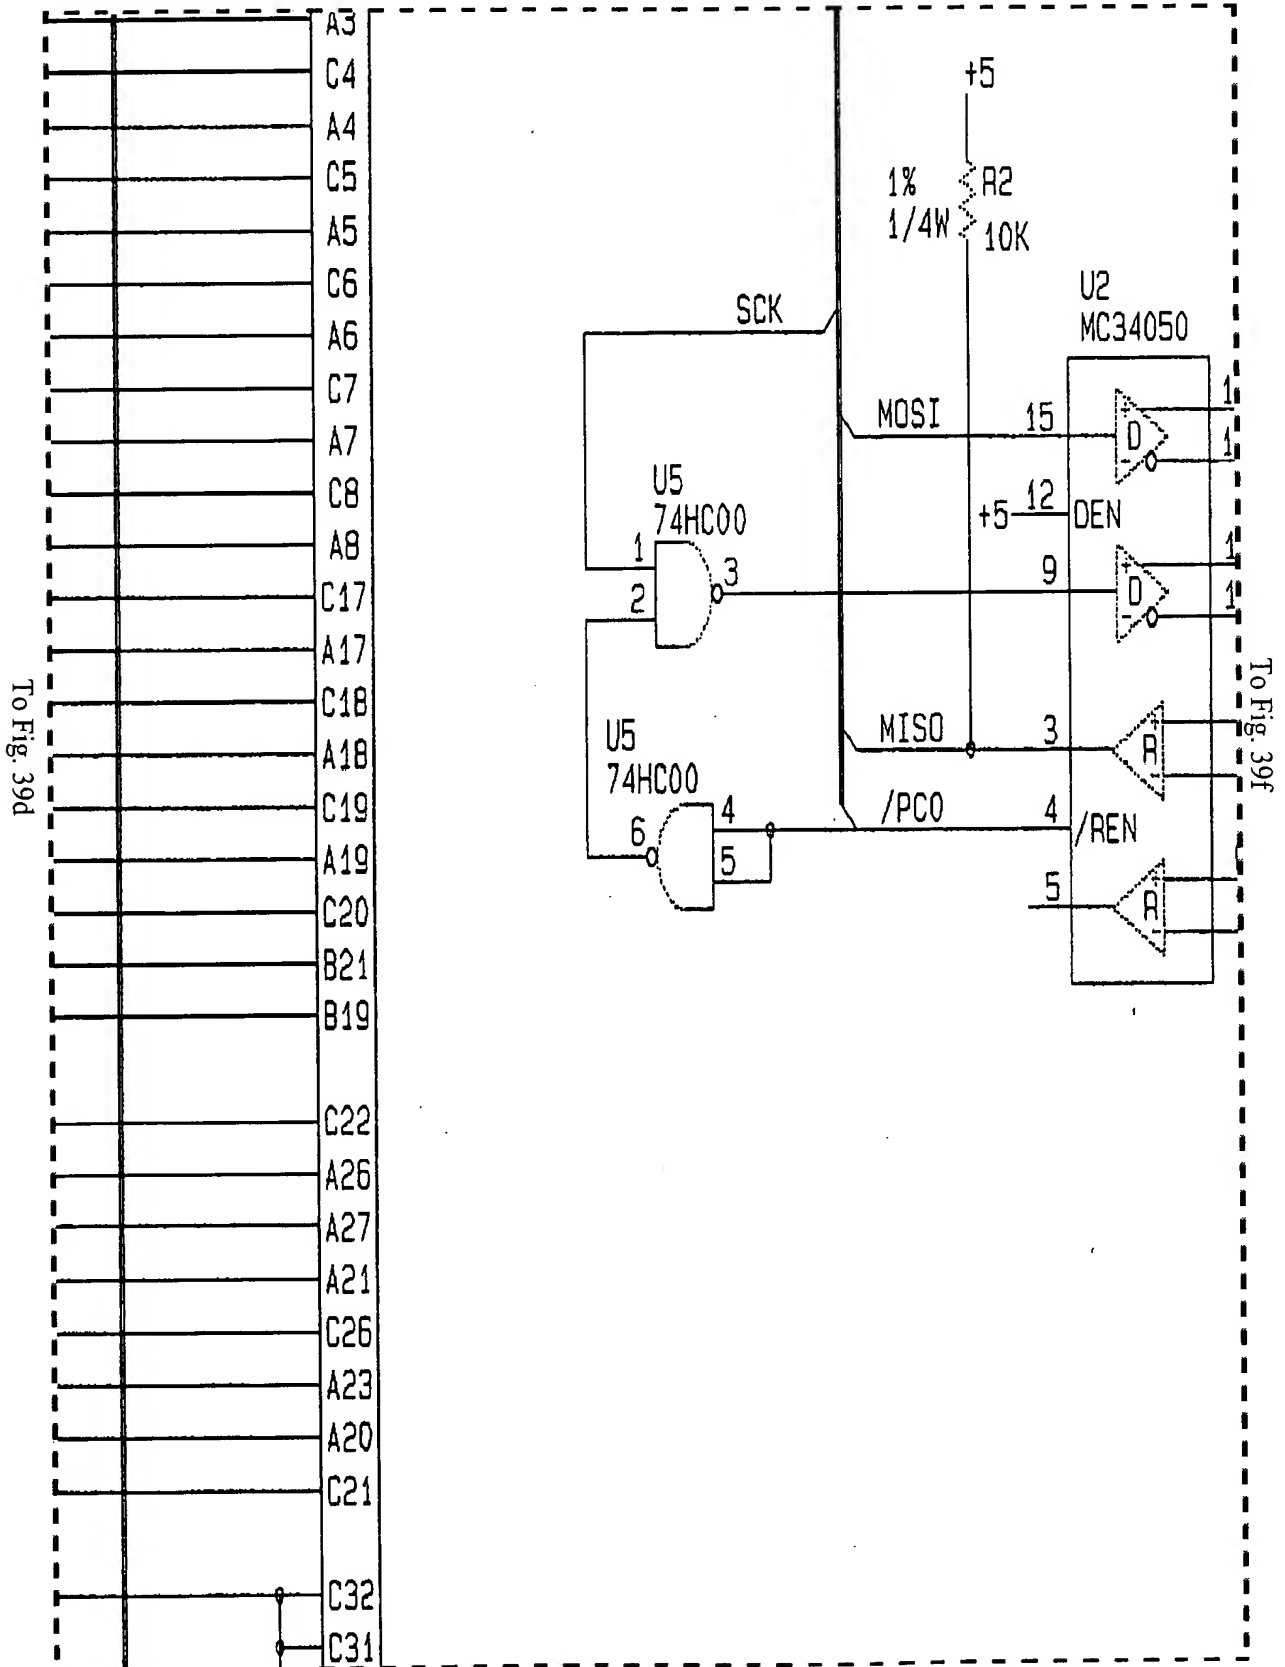 A3
C4
A4
C5
A5
C6
A6
C7
A7
C8
A8
C17
A17
C18
A18
C19
A19
C20
B21
B19
C22
A26
A27
A21
C26
A23
A20
C21
C32
C31
To Fig. 39d
+5
1% R2
1/4W 10K
SCK
U2
MC34050
MOSI 15
+ 1
D
- 1
+5 12 DEN
U5
74HC00
1
2
3
9
+ 1
D
- 1
MISO 3
+
R
-
U5
74HC00
6
4
5
/PC0 4 /REN
5
+
R
-
To Fig. 39f